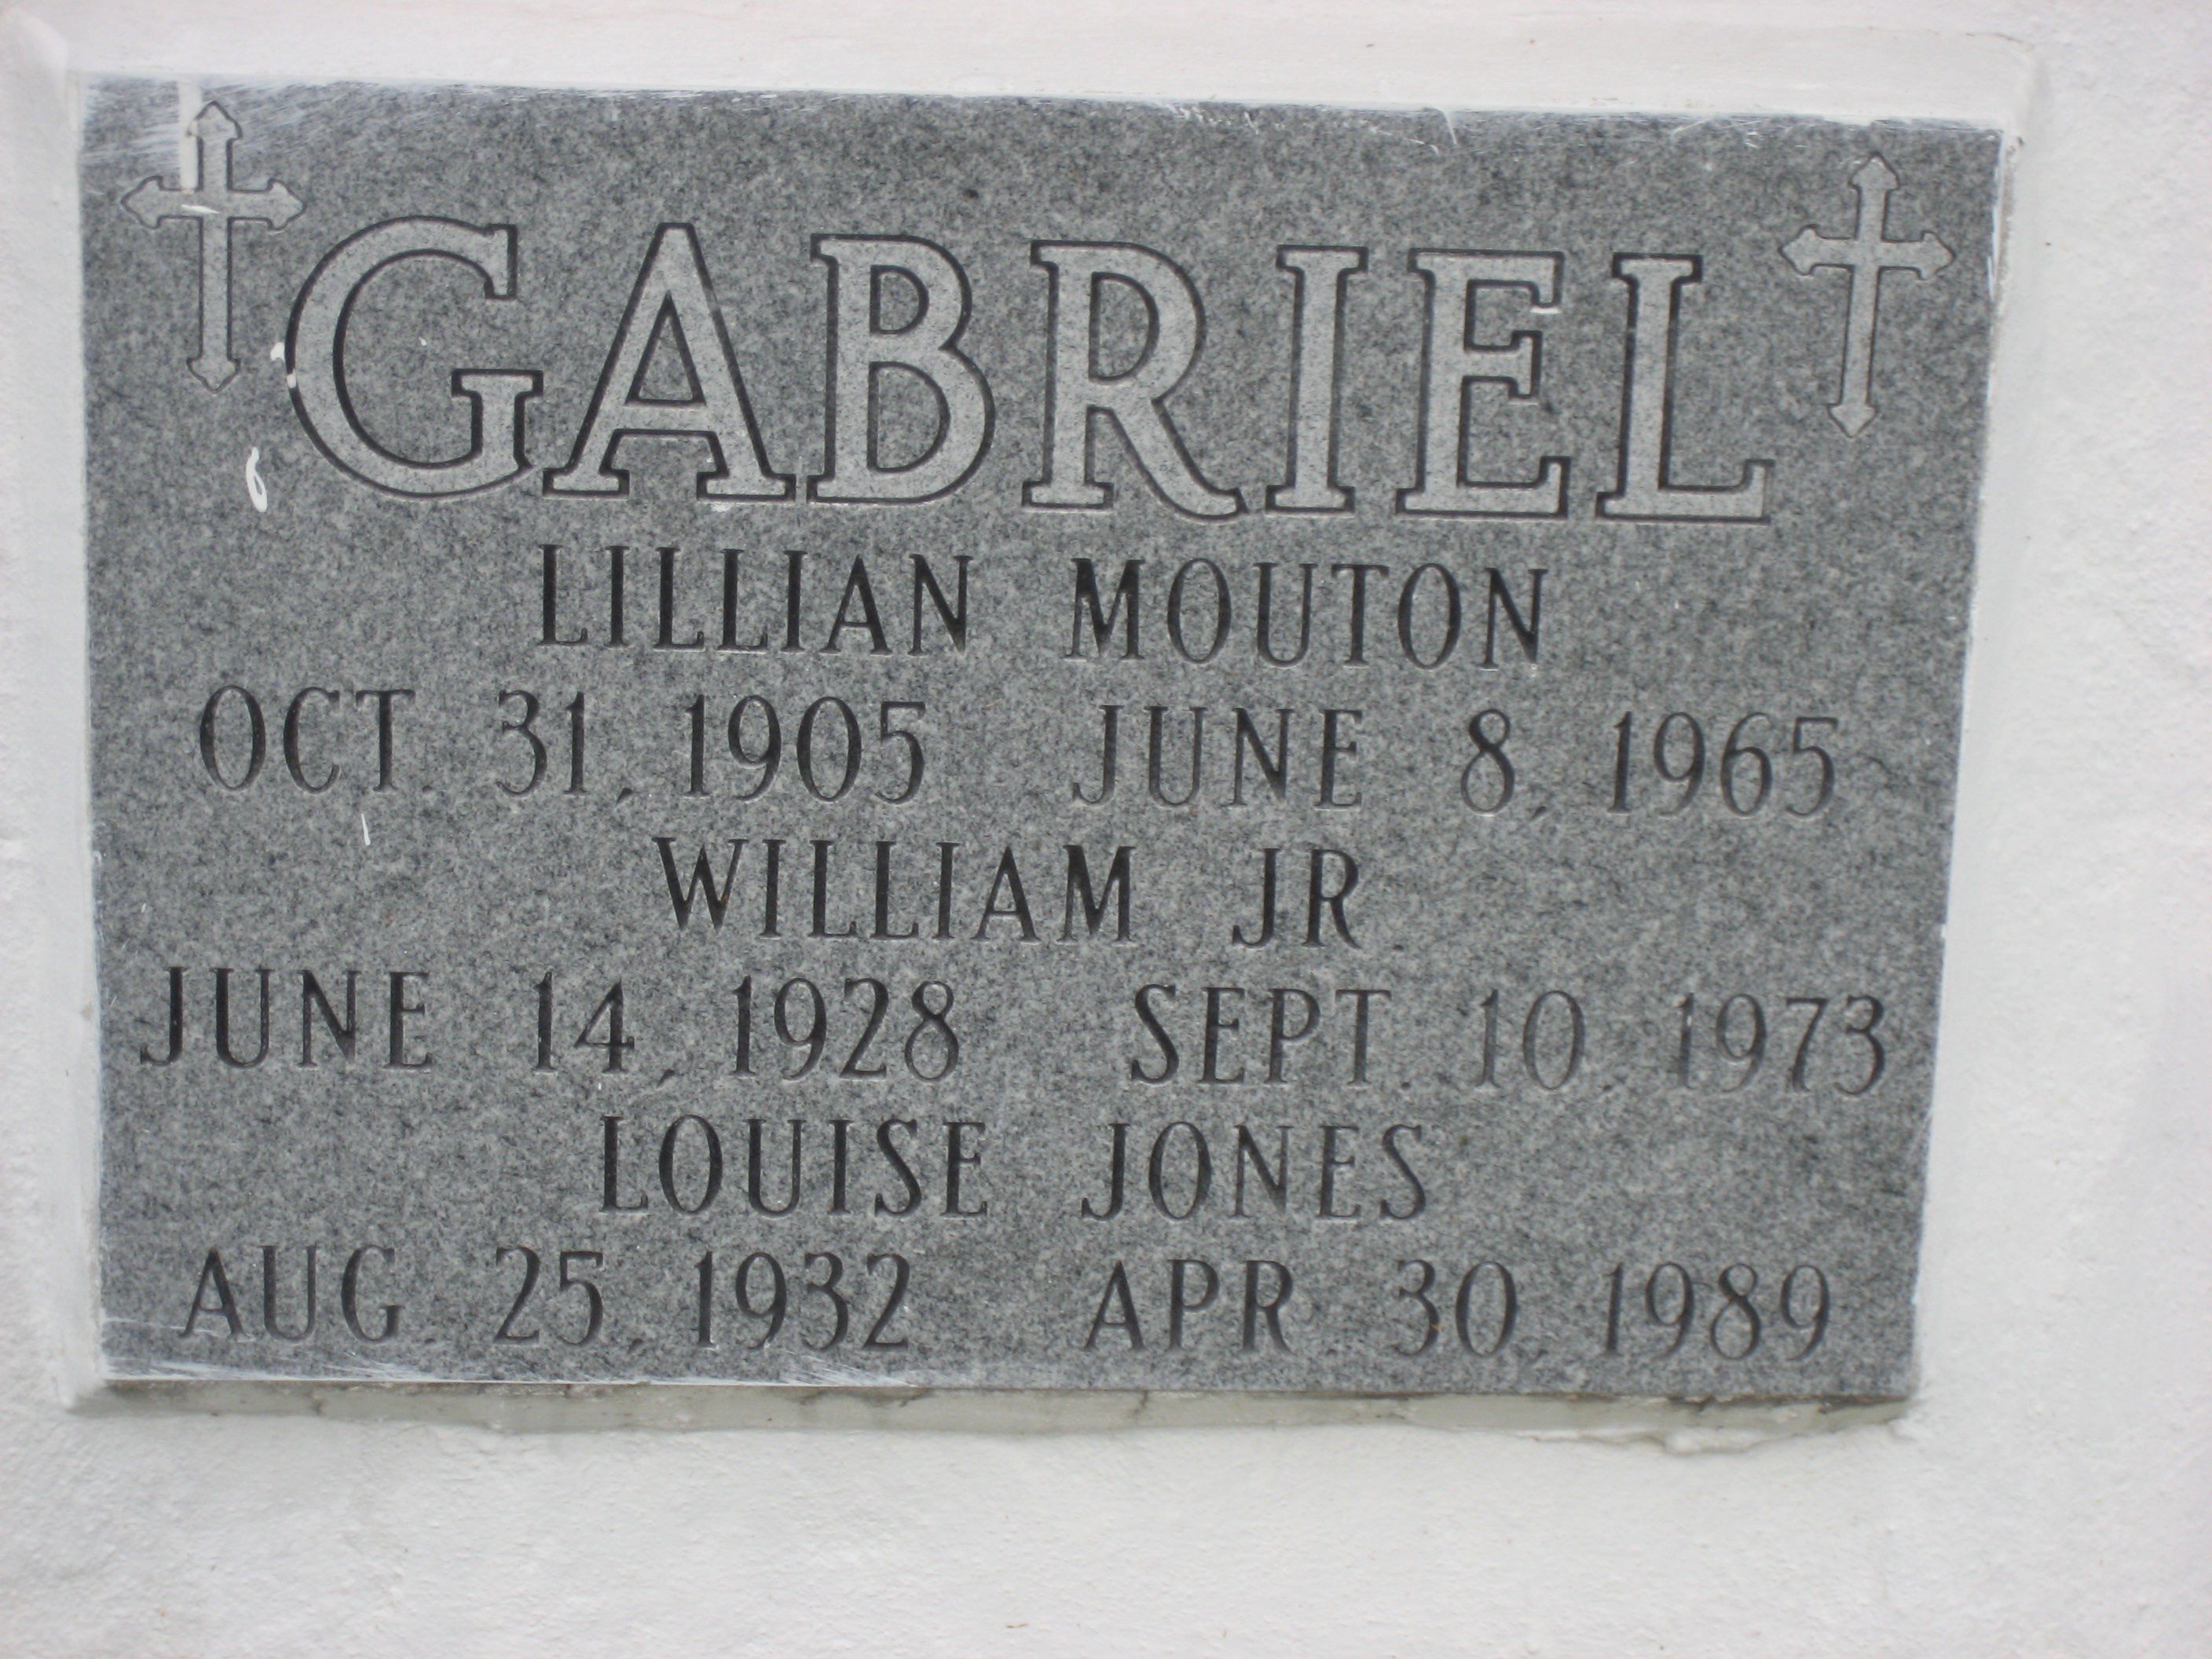 GABRIEL
LILLIAN MOUTON
OCT. 31, 1905 JUNE 8, 1965
WILLIAM JR.
JUNE 14, 1928 SEPT. 10, 1973
LOUISE JONES
AUG. 25, 1932 APR. 30, 1989